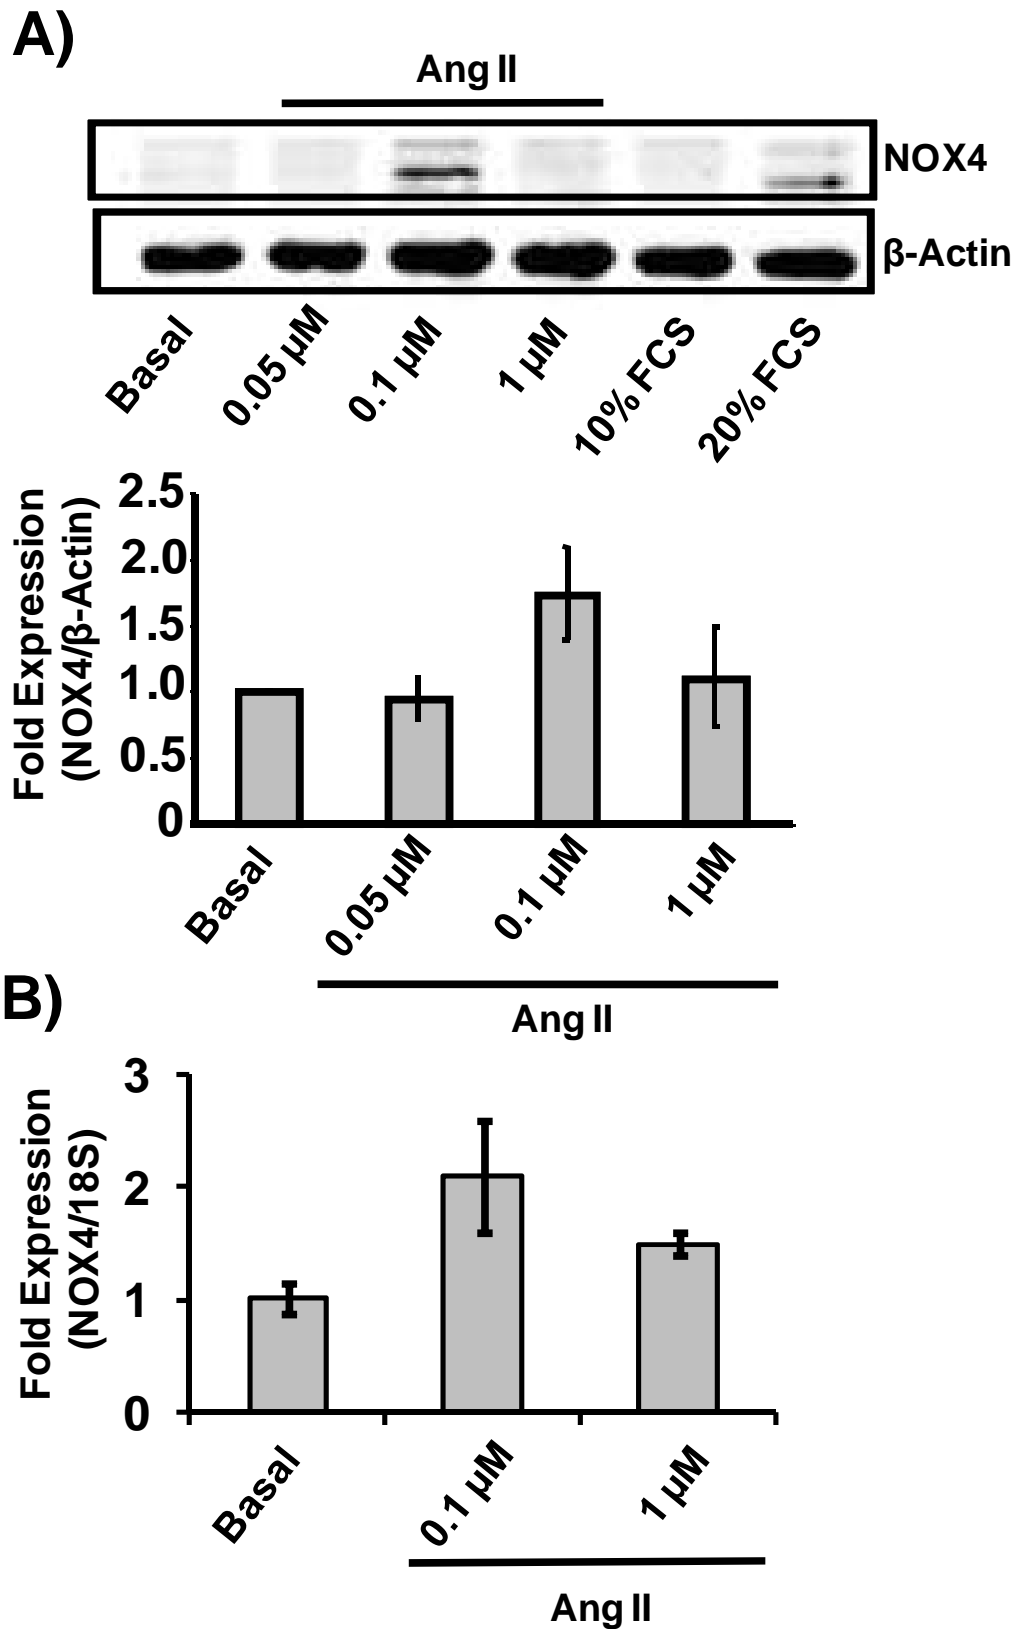 A)
Ang II
NOX4
β-Actin
Basal
0.05 µM
0.1 µM
1 µM
10% FCS
20% FCS
Fold Expression
(NOX4/β-Actin)
2.5
2.0
1.5
1.0
0.5
0
Basal
0.05 µM
0.1 µM
1 µM
Ang II
B)
Fold Expression
(NOX4/18S)
3
2
1
0
Basal
0.1 µM
1 µM
Ang II